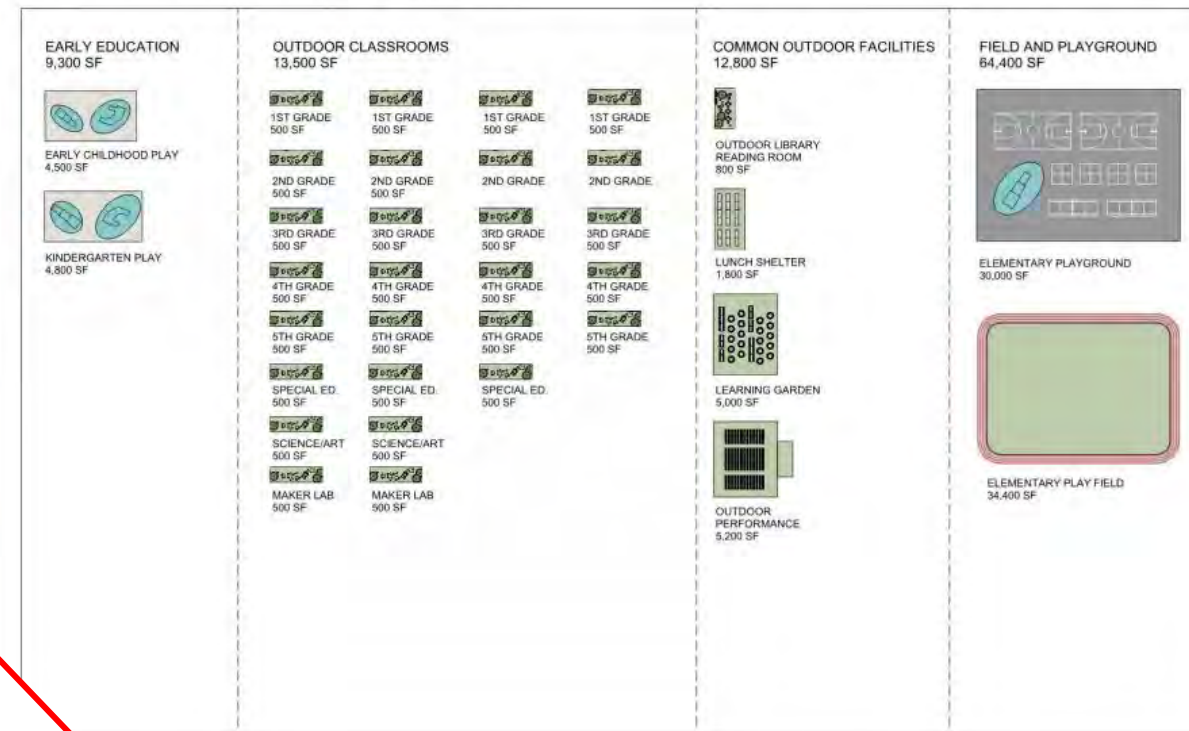 EARLY EDUCATION
9,300 SF
EARLY CHILDHOOD PLAY
4,500 SF
KINDERGARTEN PLAY
4,800 SF
OUTDOOR CLASSROOMS
13,500 SF
1ST GRADE
500 SF
1ST GRADE
500 SF
1ST GRADE
500 SF
1ST GRADE
500 SF
2ND GRADE
500 SF
2ND GRADE
500 SF
2ND GRADE
2ND GRADE
3RD GRADE
500 SF
3RD GRADE
500 SF
3RD GRADE
500 SF
3RD GRADE
500 SF
4TH GRADE
500 SF
4TH GRADE
500 SF
4TH GRADE
500 SF
4TH GRADE
500 SF
5TH GRADE
500 SF
5TH GRADE
500 SF
5TH GRADE
500 SF
5TH GRADE
500 SF
SPECIAL ED.
500 SF
SPECIAL ED.
500 SF
SPECIAL ED.
500 SF
SCIENCE/ART
500 SF
SCIENCE/ART
500 SF
MAKER LAB
500 SF
MAKER LAB
500 SF
COMMON OUTDOOR FACILITIES
12,800 SF
OUTDOOR LIBRARY
READING ROOM
800 SF
LUNCH SHELTER
1,800 SF
LEARNING GARDEN
5,000 SF
OUTDOOR
PERFORMANCE
5,200 SF
FIELD AND PLAYGROUND
64,400 SF
ELEMENTARY PLAYGROUND
30,000 SF
ELEMENTARY PLAY FIELD
34,400 SF